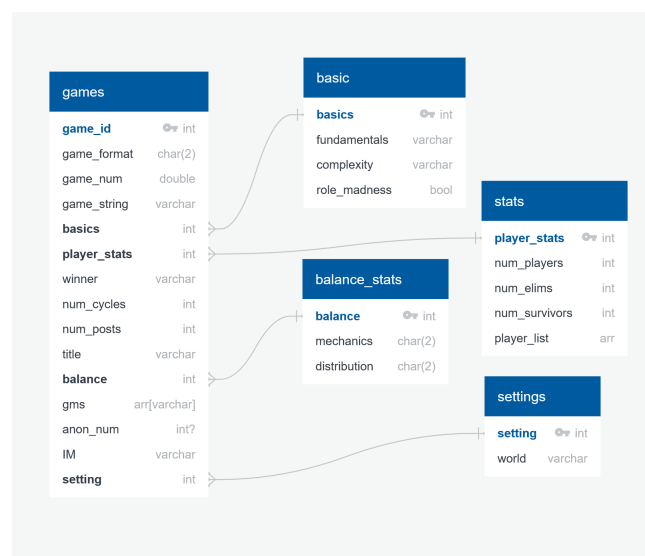 games
game_id int
game_format char(2)
game_num double
game_string varchar
basics int
player_stats int
winner varchar
num_cycles int
num_posts int
title varchar
balance int
gms arr[varchar]
anon_num int?
IM varchar
setting int
basic
basics int
fundamentals varchar
complexity varchar
role_madness bool
balance_stats
balance int
mechanics char(2)
distribution char(2)
stats
player_stats int
num_players int
num_elims int
num_survivors int
player_list arr
settings
setting int
world varchar